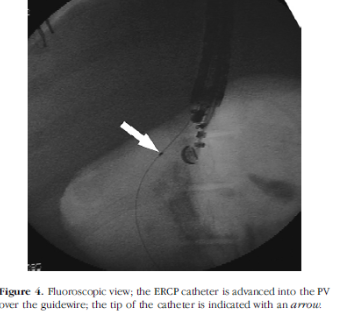 Figure 4. Fluoroscopic view; the ERCP catheter is advanced into the PV
over the guidewire; the tip of the catheter is indicated with an arrow.